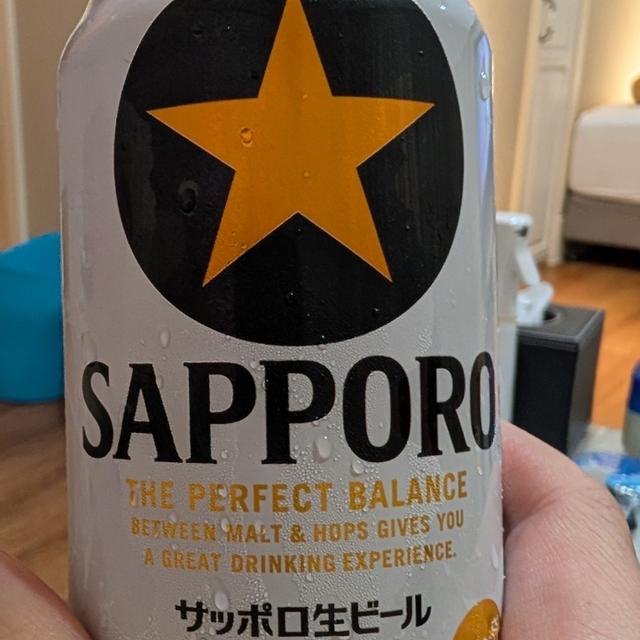 SAPPORO
THE PERFECT BALANCE
BETWEEN MALT & HOPS GIVES YOU
A GREAT DRINKING EXPERIENCE.
サッポロ生ビール